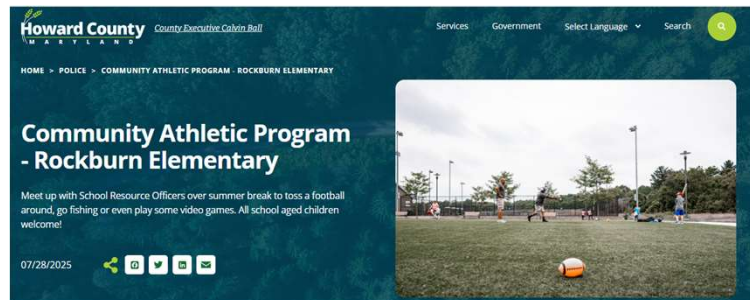 Howard County
MARYLAND
County Executive Calvin Ball
Services
Government
Select Language
Search
HOME > POLICE > COMMUNITY ATHLETIC PROGRAM - ROCKBURN ELEMENTARY
Community Athletic Program
- Rockburn Elementary
Meet up with School Resource Officers over summer break to toss a football
around, go fishing or even play some video games. All school aged children
welcome!
07/28/2025